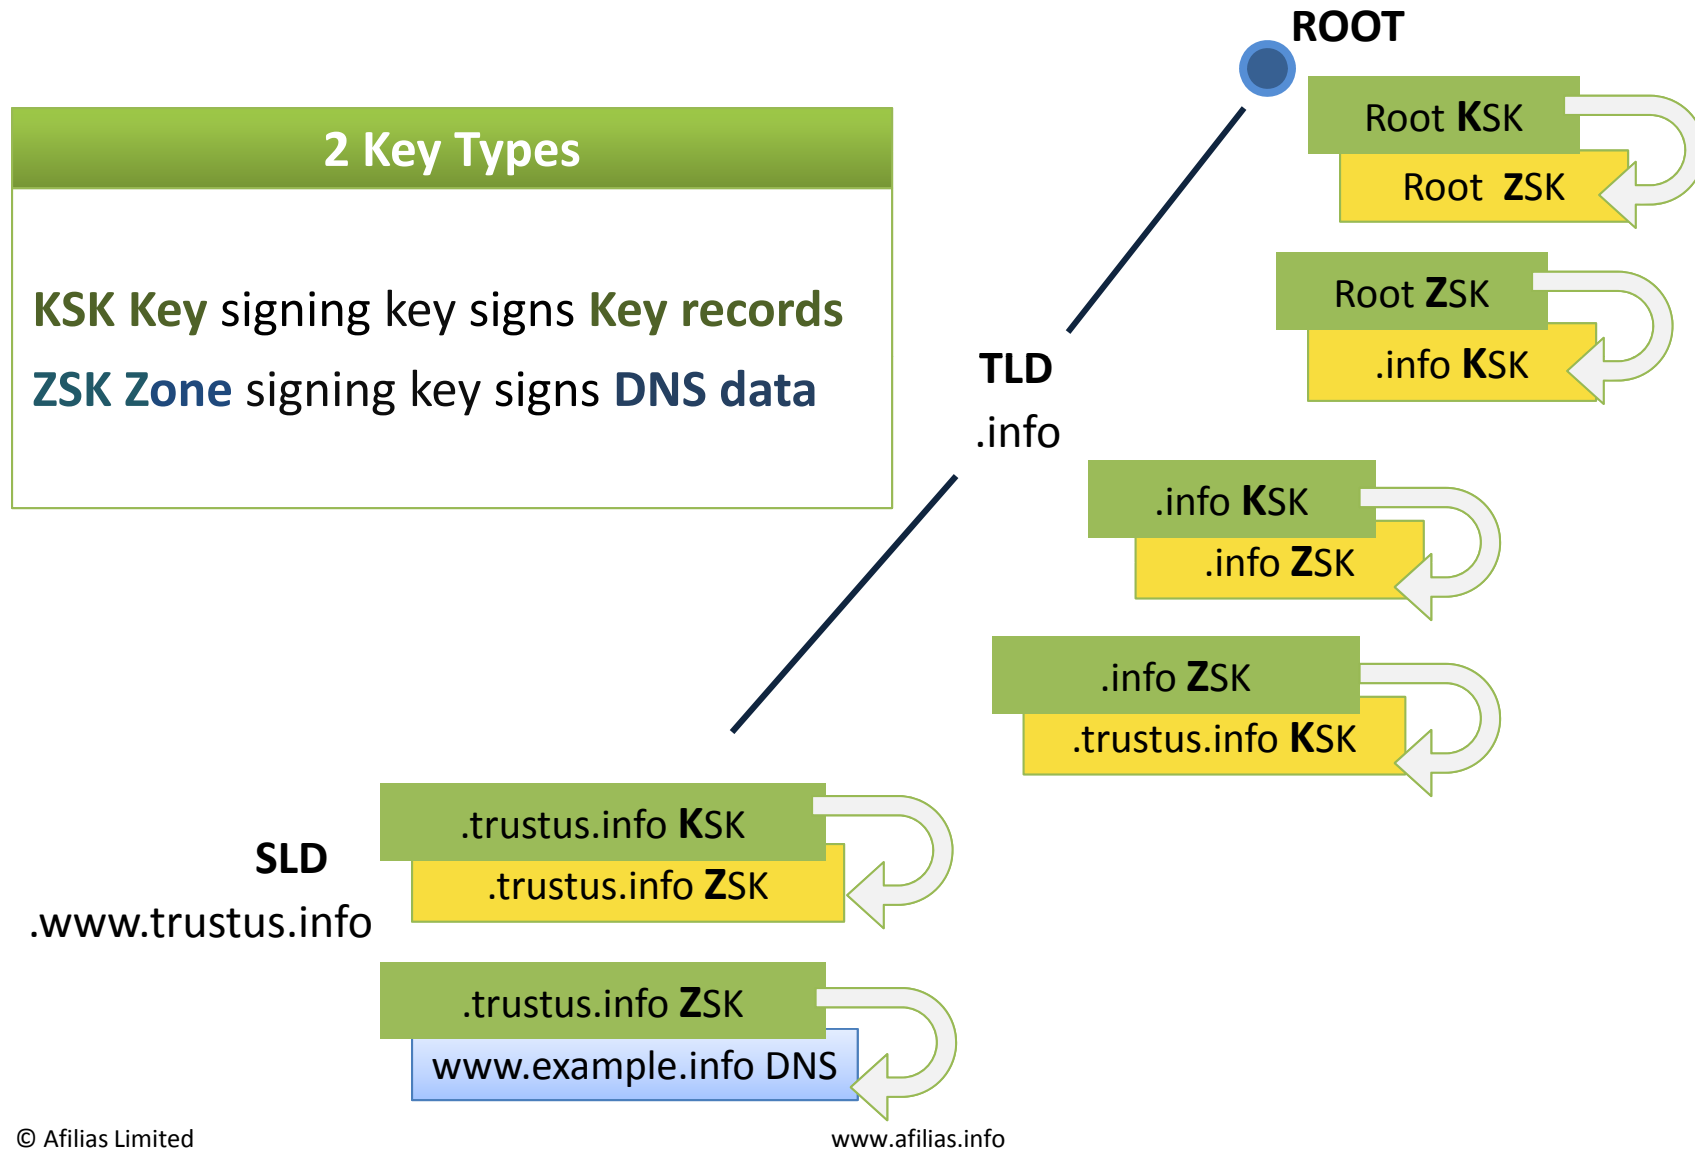 ROOT
2 Key Types
KSK Key signing key signs Key records
ZSK Zone signing key signs DNS data
Root KSK
Root ZSK
Root ZSK
.info KSK
TLD
.info
.info KSK
.info ZSK
.info ZSK
.trustus.info KSK
SLD
.www.trustus.info
.trustus.info KSK
.trustus.info ZSK
.trustus.info ZSK
www.example.info DNS
© Afilias Limited
www.afilias.info